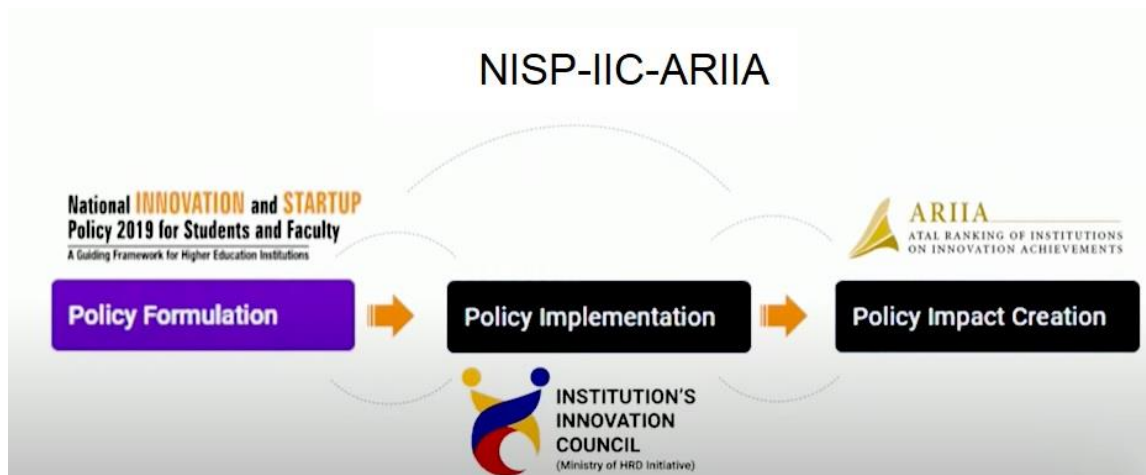 NISP-IIC-ARIIA
National INNOVATION and STARTUP
Policy 2019 for Students and Faculty
A Guiding Framework for Higher Education Institutions
ARIIA
ATAL RANKING OF INSTITUTIONS
ON INNOVATION ACHIEVEMENTS
Policy Formulation
Policy Implementation
Policy Impact Creation
INSTITUTION'S
INNOVATION
COUNCIL
(Ministry of HRD Initiative)